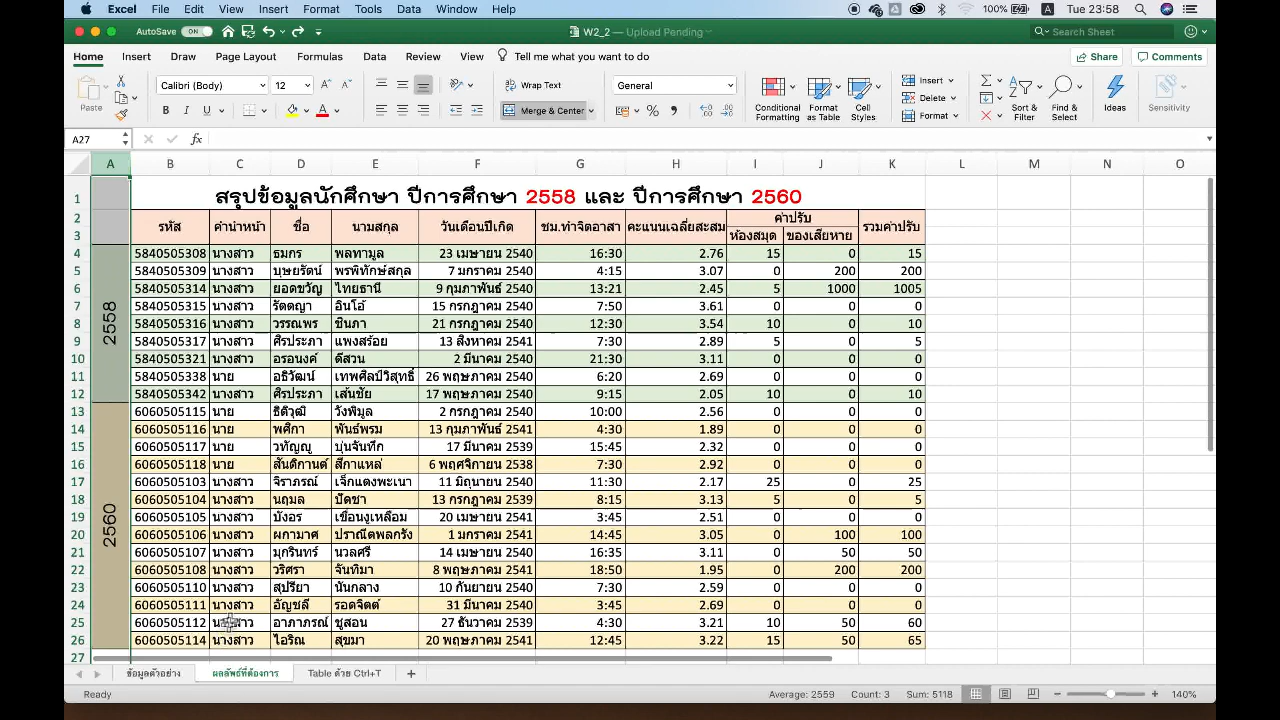 Excel File Edit View Insert Format Tools Data Window Help 100% A Tue 23:58
AutoSave ON W2_2 — Upload Pending Search Sheet
Home Insert Draw Page Layout Formulas Data Review View Tell me what you want to do Share Comments
Paste Calibri (Body) 12 A A Wrap Text General Conditional Formatting Format as Table Cell Styles Insert Sort & Filter Find & Select Ideas Sensitivity
B I U A Merge & Center % Delete
Format
A27 fx
A B C D E F G H I J K L M N O
1 สรุปข้อมูลนักศึกษา ปีการศึกษา 2558 และ ปีการศึกษา 2560
2 รหัส คำนำหน้า ชื่อ นามสกุล วันเดือนปีเกิด ชม.ทำจิตอาสา คะแนนเฉลี่ยสะสม ค่าปรับ รวมค่าปรับ
3 ห้องสมุด ของเสียหาย
2558
4 5840505308 นางสาว ธมกร พลทามูล 23 เมษายน 2540 16:30 2.76 15 0 15
5 5840505309 นางสาว บุษยรัตน์ พรพิทักษ์สกุล 7 มกราคม 2540 4:15 3.07 0 200 200
6 5840505314 นางสาว ยอดขวัญ ไทยธานี 9 กุมภาพันธ์ 2540 13:21 2.45 5 1000 1005
7 5840505315 นางสาว รัตตญา อินโอ้ 15 กรกฎาคม 2540 7:50 3.61 0 0 0
8 5840505316 นางสาว วรรณพร ชินภา 21 กรกฎาคม 2540 12:30 3.54 10 0 10
9 5840505317 นางสาว ศิรประภา แพงสร้อย 13 สิงหาคม 2541 7:30 2.89 5 0 5
10 5840505321 นางสาว อรอนงค์ ดีสวน 2 มีนาคม 2540 21:30 3.11 0 0 0
11 5840505338 นาย อธิวัฒน์ เทพศิลป์วิสุทธิ์ 26 พฤษภาคม 2540 6:20 2.69 0 0 0
12 5840505342 นางสาว ศิรประภา เส้นชัย 17 พฤษภาคม 2540 9:15 2.05 10 0 10
2560
13 6060505115 นาย ธิติวุฒิ วังพิมูล 2 กรกฎาคม 2540 10:00 2.56 0 0 0
14 6060505116 นาย พศิกา พันธ์พรม 13 กุมภาพันธ์ 2541 4:30 1.89 0 0 0
15 6060505117 นาย วทัญญู บุ่นจันทึก 17 มีนาคม 2539 15:45 2.32 0 0 0
16 6060505118 นาย สันติกานต์ สีกาแหล่ 6 พฤศจิกายน 2538 7:30 2.92 0 0 0
17 6060505103 นางสาว จิราภรณ์ เจ็กแตงพะเนา 11 มิถุนายน 2540 11:30 2.17 25 0 25
18 6060505104 นางสาว นฤมล ปัดชา 13 กรกฎาคม 2539 8:15 3.13 5 0 5
19 6060505105 นางสาว บังอร เขื่อนงูเหลือม 20 เมษายน 2541 3:45 2.51 0 0 0
20 6060505106 นางสาว ผกามาศ ปราณีตพลกรัง 1 มกราคม 2541 14:45 3.05 0 100 100
21 6060505107 นางสาว มุกรินทร์ นวลศรี 14 เมษายน 2540 16:35 3.11 0 50 50
22 6060505108 นางสาว วริศรา จันทิมา 8 พฤษภาคม 2541 18:50 1.95 0 200 200
23 6060505110 นางสาว สุปรียา นันกลาง 10 กันยายน 2540 7:30 2.59 0 0 0
24 6060505111 นางสาว อัญชลี รอดจิตต์ 31 มีนาคม 2540 3:45 2.69 0 0 0
25 6060505112 นางสาว อาภาภรณ์ ชูสอน 27 ธันวาคม 2539 4:30 3.21 10 50 60
26 6060505114 นางสาว ไอริณ สุขมา 20 พฤษภาคม 2541 12:45 3.22 15 50 65
27
ข้อมูลตัวอย่าง ผลลัพธ์ที่ต้องการ Table ด้วย Ctrl+T +
Ready Average: 2559 Count: 3 Sum: 5118 140%